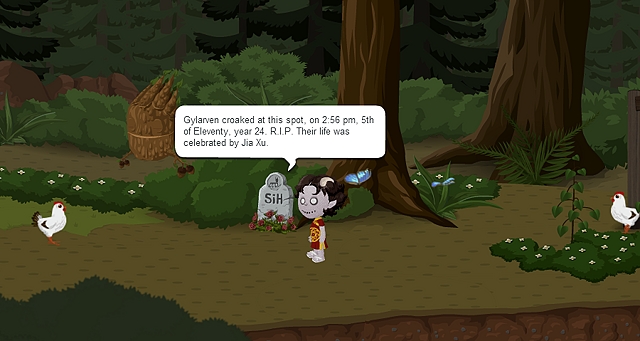 Gylarven croaked at this spot, on 2:56 pm, 5th
of Eleventy, year 24. R.I.P. Their life was
celebrated by Jia Xu.
SiH